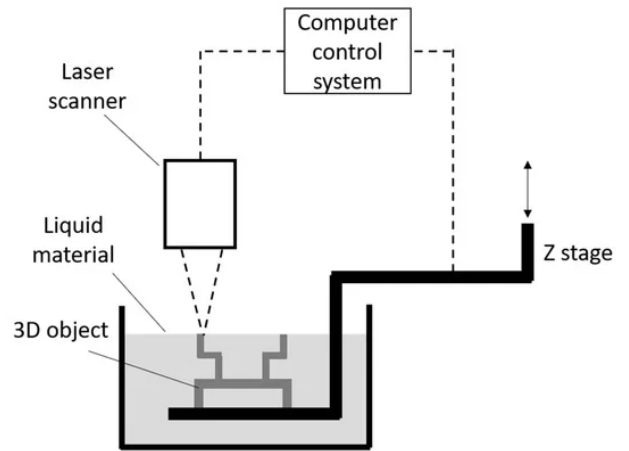 Computer
control
system
Laser
scanner
Liquid
material
Z stage
3D object